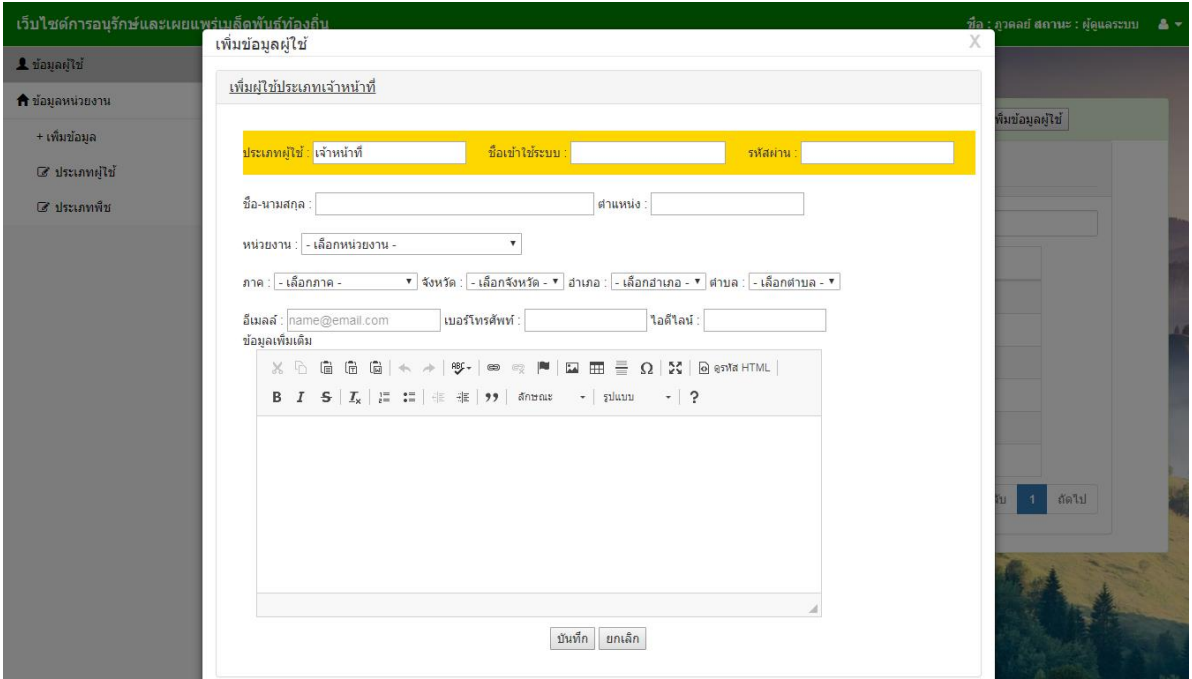 เว็บไซด์การอนุรักษ์และเผยแพร่เมล็ดพันธ์ท้องถิ่น ชื่อ : ภูวดลย์ สถานะ : ผู้ดูแลระบบ
เพิ่มข้อมูลผู้ใช้ X
ข้อมูลผู้ใช้
เพิ่มผู้ใช้ประเภทเจ้าหน้าที่
ข้อมูลหน่วยงาน
เพิ่มข้อมูลผู้ใช้
+ เพิ่มข้อมูล
ประเภทผู้ใช้ : เจ้าหน้าที่ ชื่อเข้าใช้ระบบ : รหัสผ่าน :
ประเภทผู้ใช้
ประเภทพืช
ชื่อ-นามสกุล : ตำแหน่ง :
หน่วยงาน : - เลือกหน่วยงาน -
ภาค : - เลือกภาค - จังหวัด : - เลือกจังหวัด - อำเภอ : - เลือกอำเภอ - ตำบล : - เลือกตำบล -
อีเมลล์ : name@email.com เบอร์โทรศัพท์ : ไอดีไลน์ :
ข้อมูลเพิ่มเติม
ดูรหัส HTML
B I S Tx ลักษณะ รูปแบบ ?
1 ถัดไป
บันทึก ยกเลิก